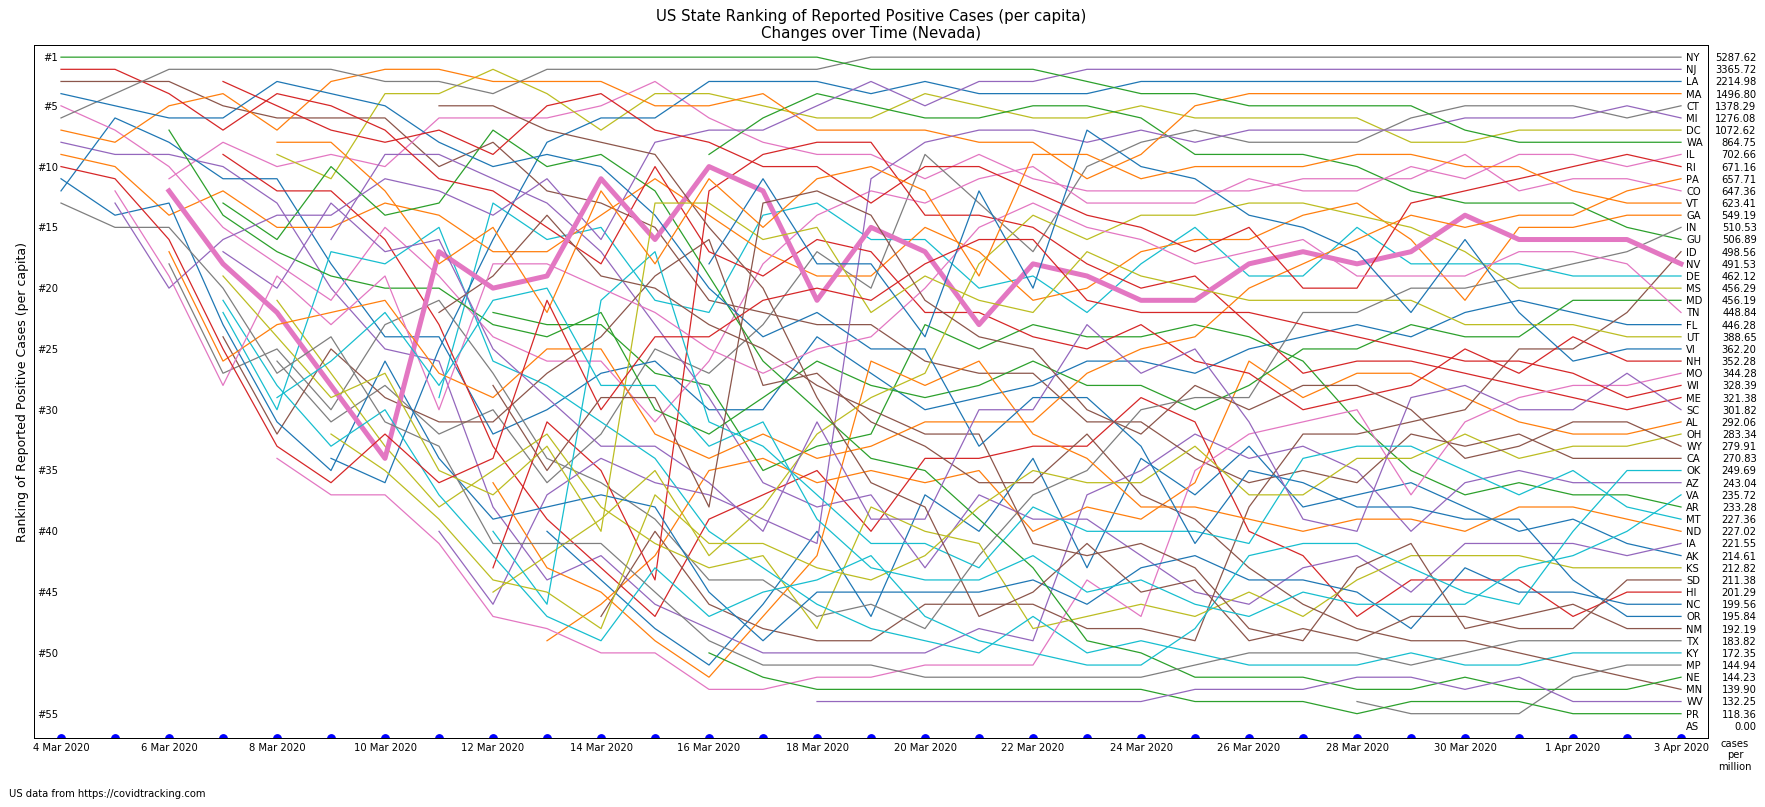 US State Ranking of Reported Positive Cases (per capita)
Changes over Time (Nevada)
Ranking of Reported Positive Cases (per capita)
#1
#5
#10
#15
#20
#25
#30
#35
#40
#45
#50
#55
NY 5287.62
NJ 3365.72
LA 2214.98
MA 1496.80
CT 1378.29
MI 1276.08
DC 1072.62
WA 864.75
IL 702.66
RI 671.16
PA 657.71
CO 647.36
VT 623.41
GA 549.19
IN 510.53
GU 506.89
ID 498.56
NV 491.53
DE 462.12
MS 456.29
MD 456.19
TN 448.84
FL 446.28
UT 388.65
VI 362.20
NH 352.28
MO 344.28
WI 328.39
ME 321.38
SC 301.82
AL 292.06
OH 283.34
WY 279.91
CA 270.83
OK 249.69
AZ 243.04
VA 235.72
AR 233.28
MT 227.36
ND 227.02
IA 221.55
AK 214.61
KS 212.82
SD 211.38
HI 201.29
NC 199.56
OR 195.84
NM 192.19
TX 183.82
KY 172.35
MP 144.94
NE 144.23
MN 139.90
WV 132.25
PR 118.36
AS 0.00
4 Mar 2020 6 Mar 2020 8 Mar 2020 10 Mar 2020 12 Mar 2020 14 Mar 2020 16 Mar 2020 18 Mar 2020 20 Mar 2020 22 Mar 2020 24 Mar 2020 26 Mar 2020 28 Mar 2020 30 Mar 2020 1 Apr 2020 3 Apr 2020
cases
per
million
US data from https://covidtracking.com